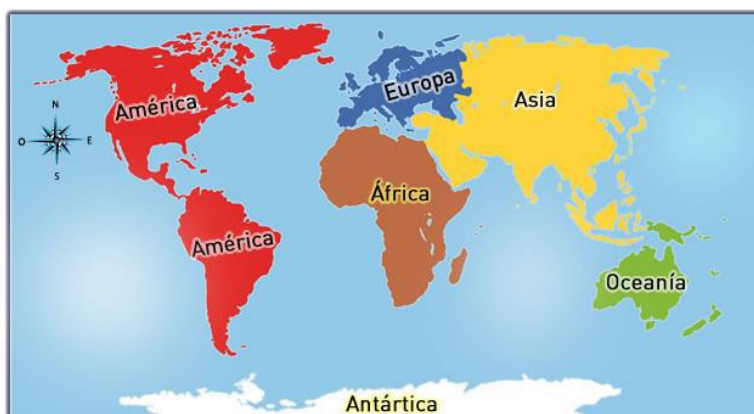 América
Europa
Asia
N
O
E
S
África
América
Oceanía
Antártica